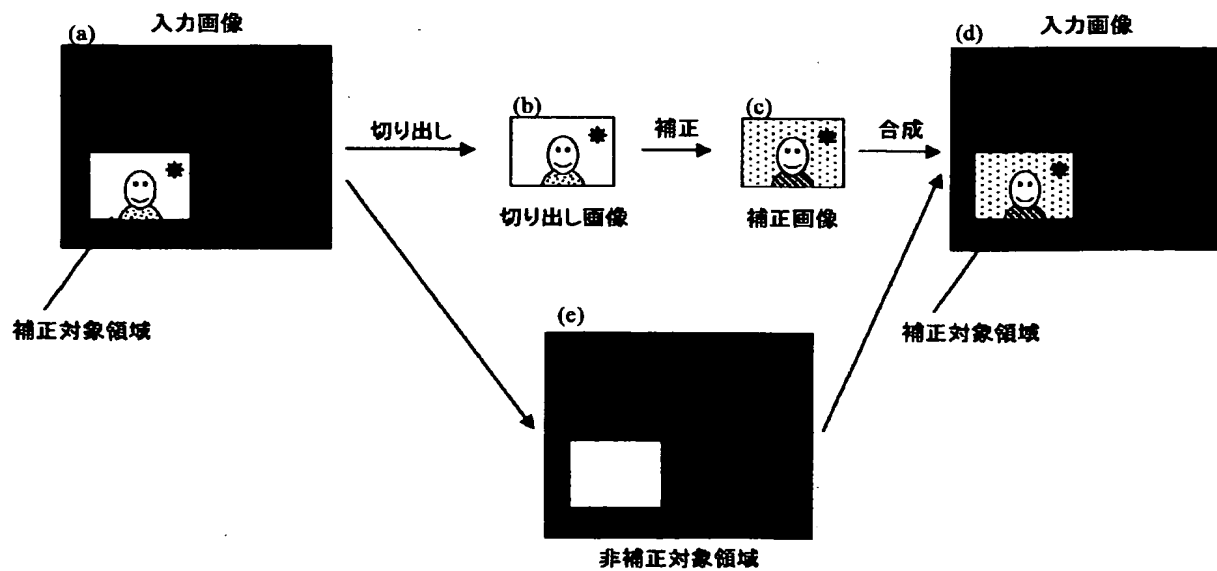 (a)
入力画像
補正対象領域
切り出し
(b)
切り出し画像
補正
(c)
補正画像
合成
(d)
入力画像
補正対象領域
(e)
非補正対象領域